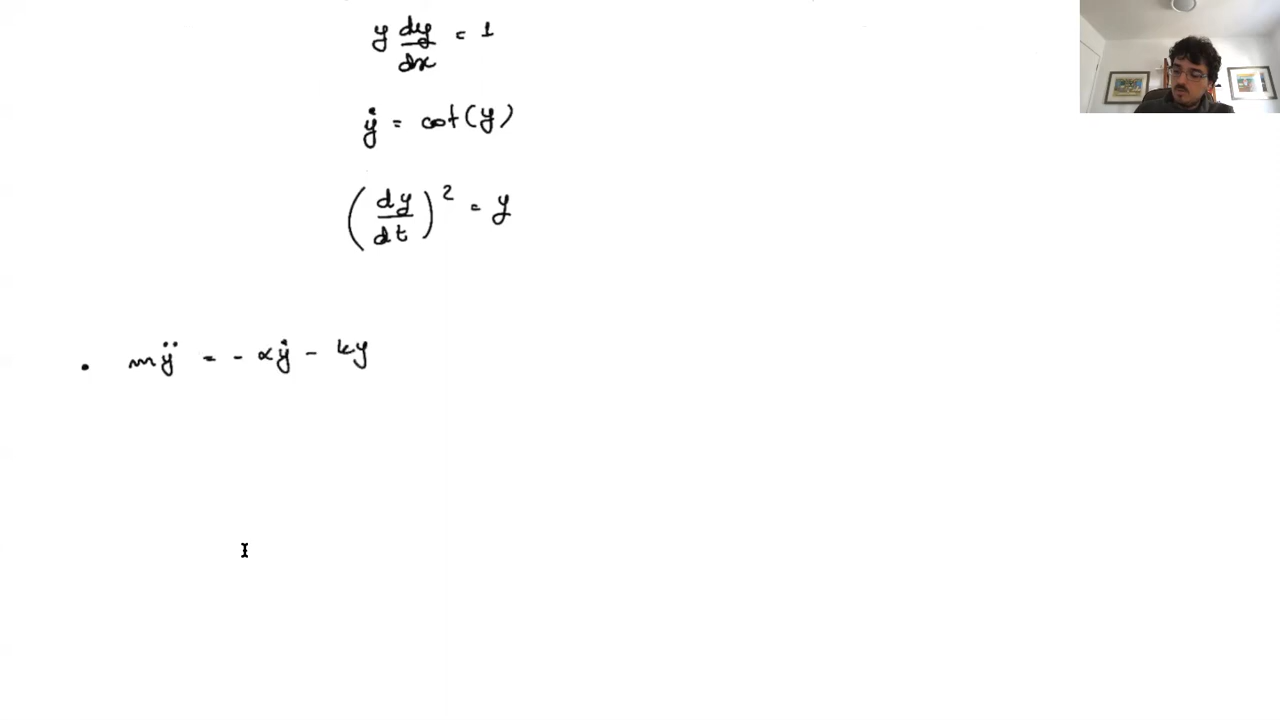 y dy/dx = 1
ẏ = cot(y)
(dy/dt)² = y
• mÿ = - αẏ - ky